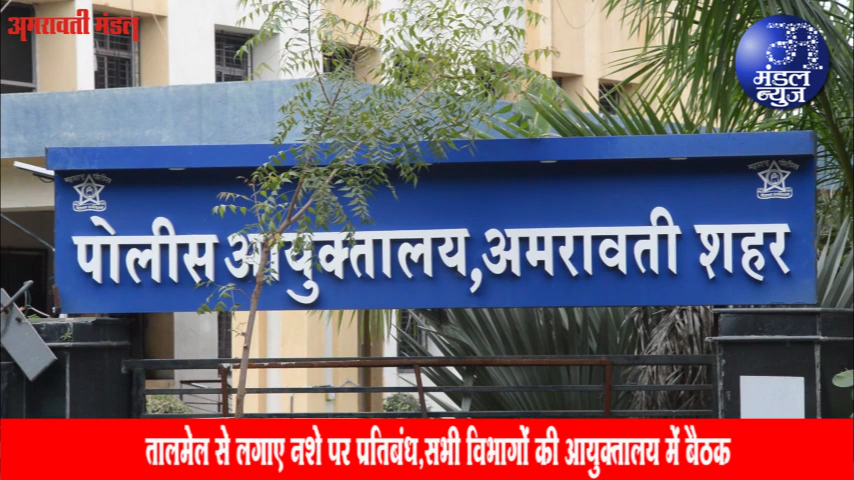 अमरावती मंडल
मं
मंडल
न्युज
पोलीस आयुक्तालय,अमरावती शहर
तालमेल से लगाए नशे पर प्रतिबंध,सभी विभागों की आयुक्तालय में बैठक